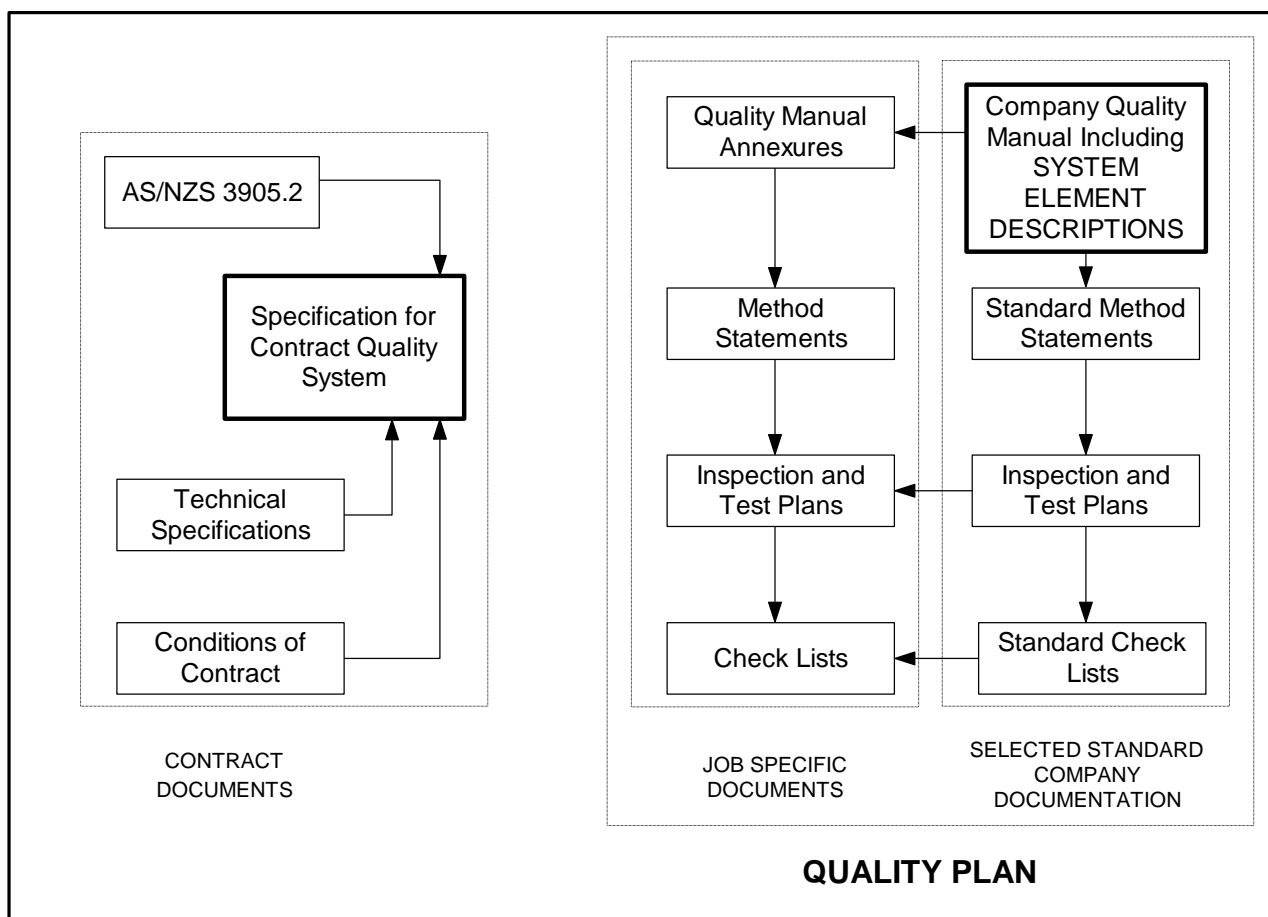 AS/NZS 3905.2
Specification for
Contract Quality
System
Technical
Specifications
Conditions of
Contract
CONTRACT
DOCUMENTS
Quality Manual
Annexures
Method
Statements
Inspection and
Test Plans
Check Lists
JOB SPECIFIC
DOCUMENTS
Company Quality
Manual Including
SYSTEM
ELEMENT
DESCRIPTIONS
Standard Method
Statements
Inspection and
Test Plans
Standard Check
Lists
SELECTED STANDARD
COMPANY
DOCUMENTATION
QUALITY PLAN